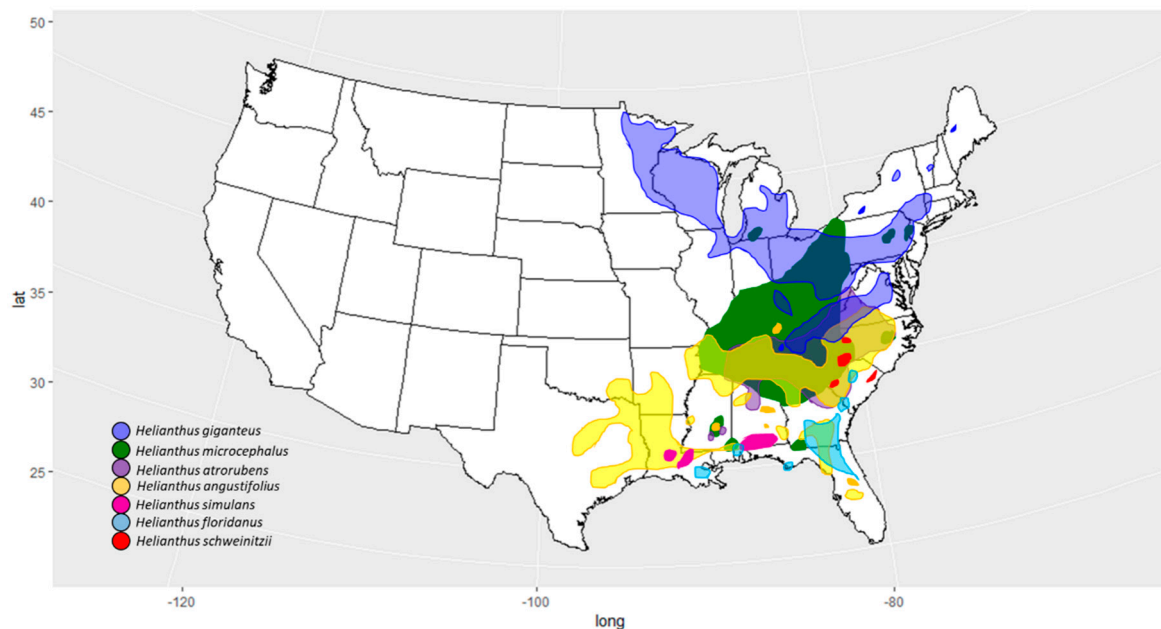 50
45
40
35
30
25
lat
Helianthus giganteus
Helianthus microcephalus
Helianthus atrorubens
Helianthus angustifolius
Helianthus simulans
Helianthus floridanus
Helianthus schweinitzii
-120
-100
-80
long